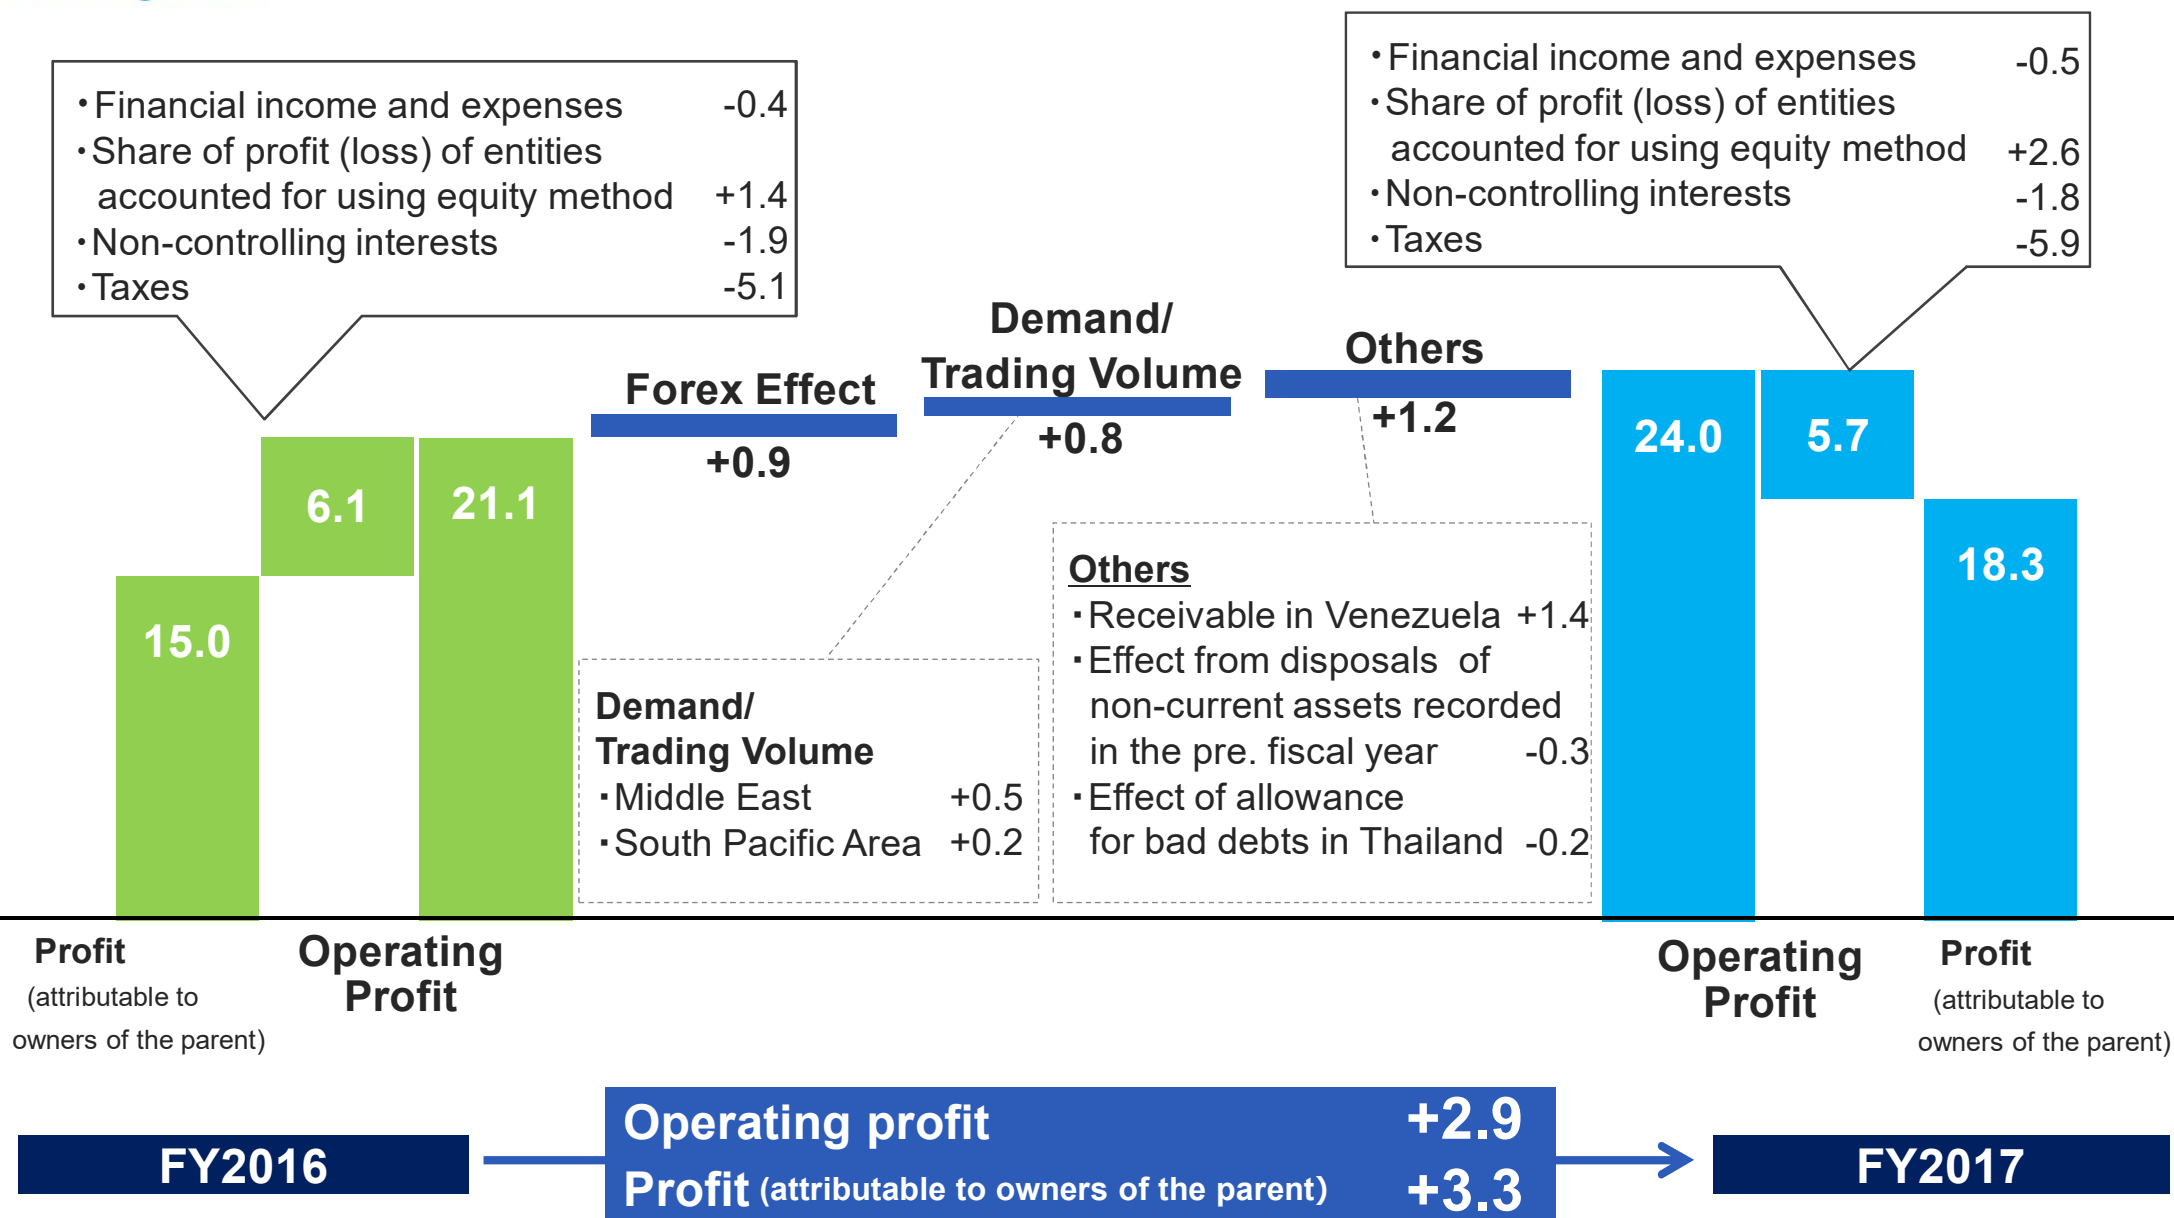 ・Financial income and expenses -0.4
・Share of profit (loss) of entities
accounted for using equity method +1.4
・Non-controlling interests -1.9
・Taxes -5.1
・Financial income and expenses -0.5
・Share of profit (loss) of entities
accounted for using equity method +2.6
・Non-controlling interests -1.8
・Taxes -5.9
Forex Effect
+0.9
Demand/
Trading Volume
+0.8
Others
+1.2
15.0
6.1
21.1
24.0
5.7
18.3
Demand/
Trading Volume
・Middle East +0.5
・South Pacific Area +0.2
Others
・Receivable in Venezuela +1.4
・Effect from disposals of
non-current assets recorded
in the pre. fiscal year -0.3
・Effect of allowance
for bad debts in Thailand -0.2
Profit
(attributable to
owners of the parent)
Operating
Profit
Operating
Profit
Profit
(attributable to
owners of the parent)
FY2016
Operating profit +2.9
Profit (attributable to owners of the parent) +3.3
FY2017